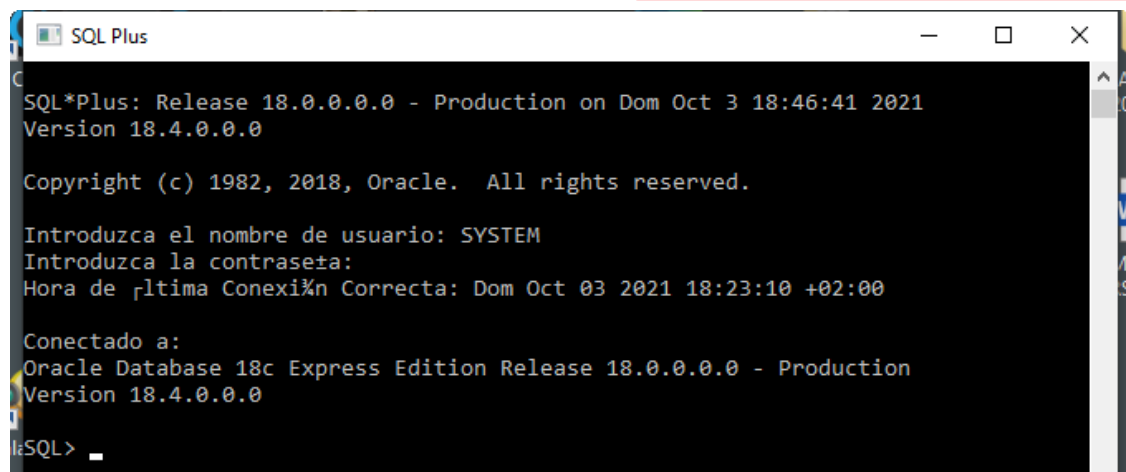 SQL Plus
SQL*Plus: Release 18.0.0.0.0 - Production on Dom Oct 3 18:46:41 2021
Version 18.4.0.0.0
Copyright (c) 1982, 2018, Oracle.  All rights reserved.
Introduzca el nombre de usuario: SYSTEM
Introduzca la contrase±a:
Hora de ┌ltima Conexi¾n Correcta: Dom Oct 03 2021 18:23:10 +02:00
Conectado a:
Oracle Database 18c Express Edition Release 18.0.0.0.0 - Production
Version 18.4.0.0.0
SQL>